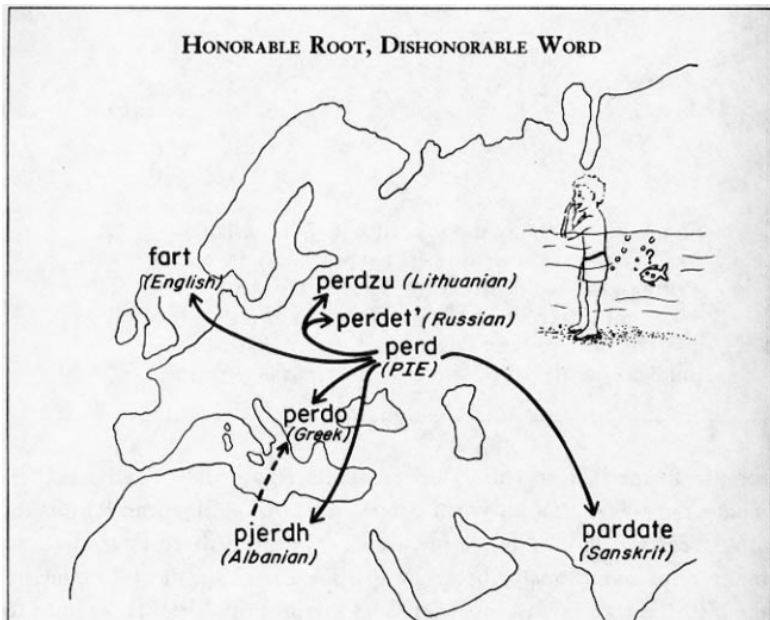 HONORABLE ROOT, DISHONORABLE WORD
fart
(English)
perdzu (Lithuanian)
perdet' (Russian)
perd
(PIE)
perdo
(Greek)
pjerdh
(Albanian)
pardate
(Sanskrit)
?